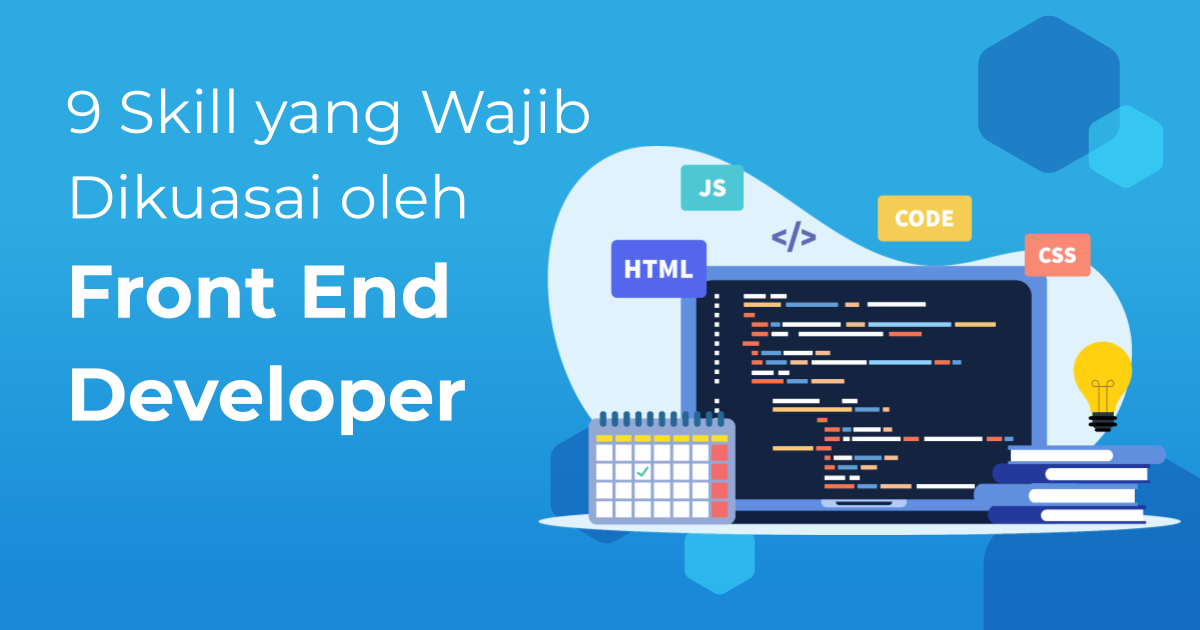 9 Skill yang Wajib
Dikuasai oleh
Front End
Developer
JS
</>
CODE
HTML
CSS